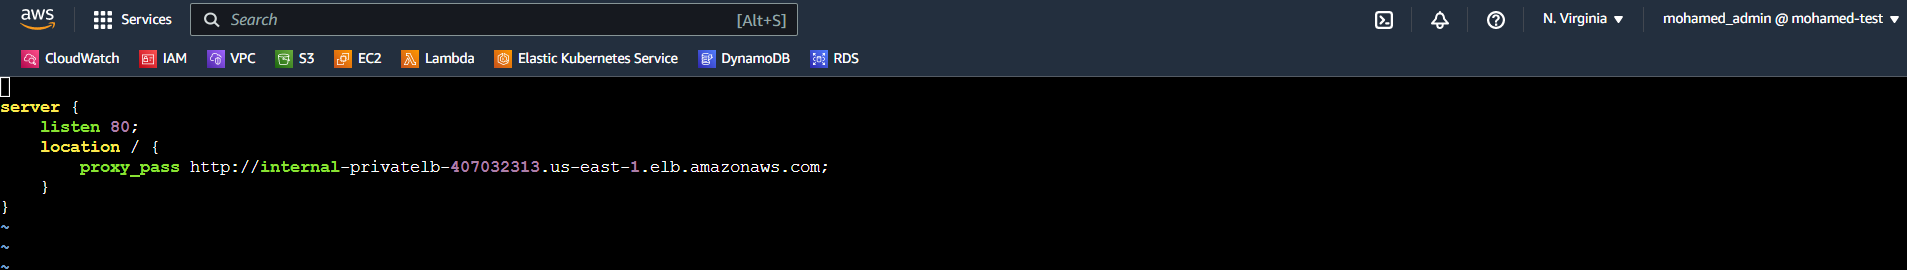 aws Services Search [Alt+S] N. Virginia mohamed_admin @ mohamed-test
CloudWatch IAM VPC S3 EC2 Lambda Elastic Kubernetes Service DynamoDB RDS
server {
    listen 80;
    location / {
        proxy_pass http://internal-privatelb-407032313.us-east-1.elb.amazonaws.com;
    }
}
~
~
~